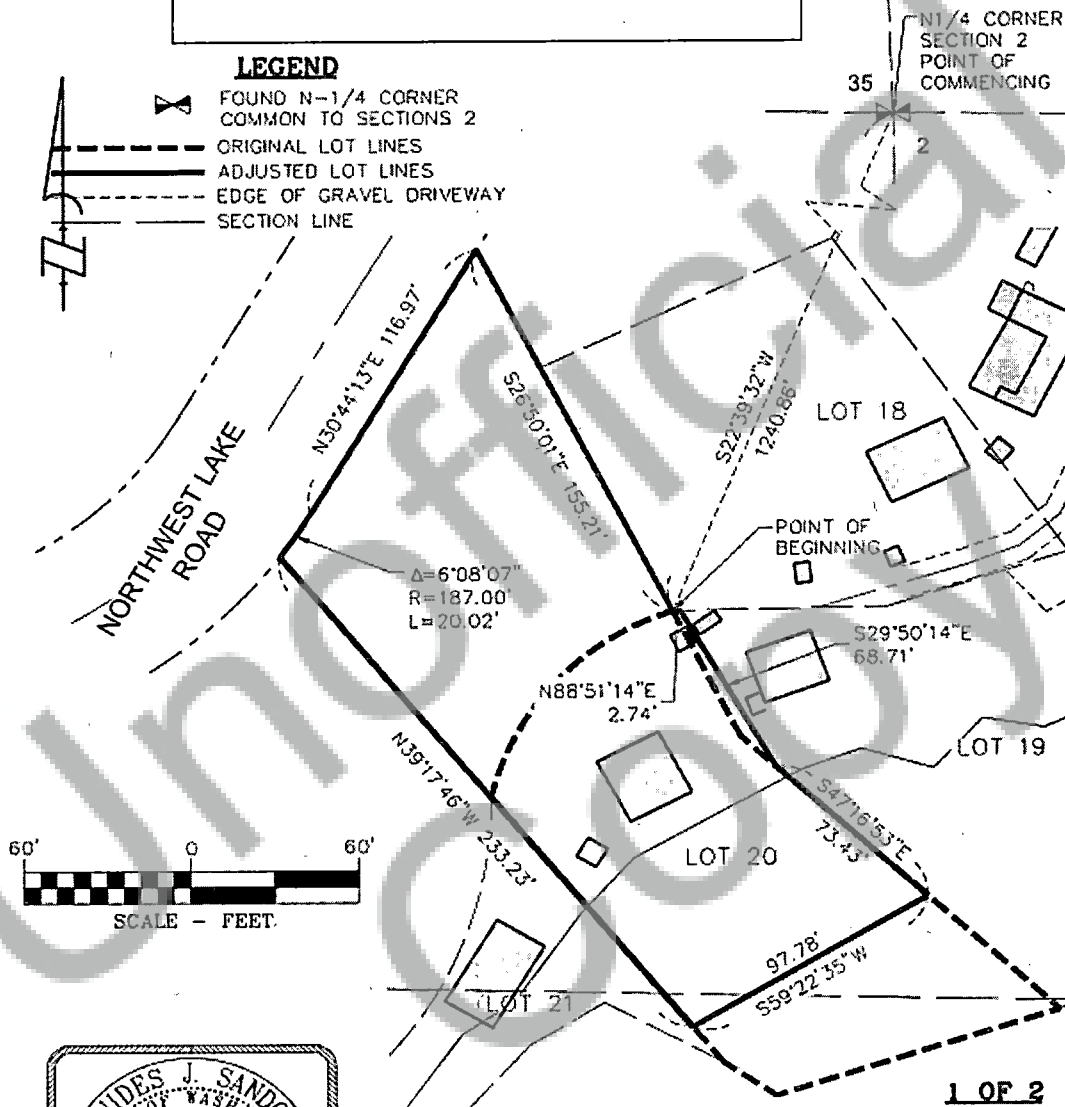 N1/4 CORNER
SECTION 2
POINT OF
COMMENCING
35
2
LEGEND
FOUND N-1/4 CORNER
COMMON TO SECTIONS 2
ORIGINAL LOT LINES
ADJUSTED LOT LINES
EDGE OF GRAVEL DRIVEWAY
SECTION LINE
N30°44'13"E 116.97'
S26°50'01"E 155.21'
S22°39'32"W
1240.86'
LOT 18
NORTHWEST LAKE
ROAD
POINT OF
BEGINNING
Δ=6°08'07"
R=187.00'
L=20.02'
S29°50'14"E
68.71'
N88°51'14"E
2.74'
LOT 19
N39°17'46"W 233.23'
S47°16'53"E
73.43'
LOT 20
60' 0 60'
SCALE - FEET
97.78'
S59°22'35"W
LOT 21
1 OF 2
Unofficial
Copy